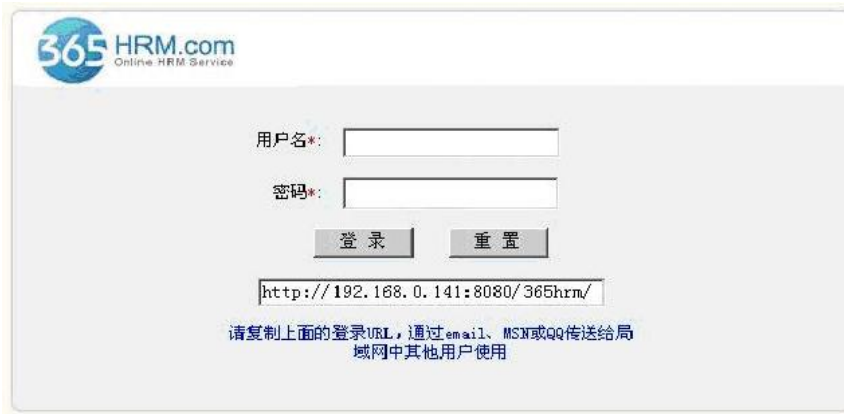 365 HRM.com
Online HRM Service
用户名*:
密码*:
登 录 重 置
http://192.168.0.141:8080/365hrm/
请复制上面的登录URL，通过email、MSN或QQ传送给局
域网中其他用户使用